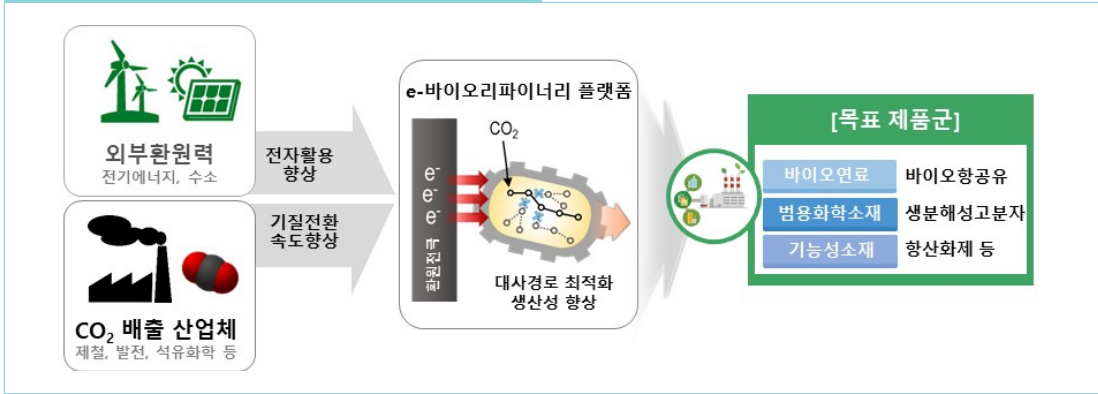 외부환원력
전기에너지, 수소
CO₂ 배출 산업체
제철, 발전, 석유화학 등
전자활용
향상
기질전환
속도향상
e-바이오리파이너리 플랫폼
CO₂
e⁻
e⁻
e⁻
환원전극
대사경로 최적화
생산성 향상
[목표 제품군]
바이오연료 바이오항공유
범용화학소재 생분해성고분자
기능성소재 항산화제 등